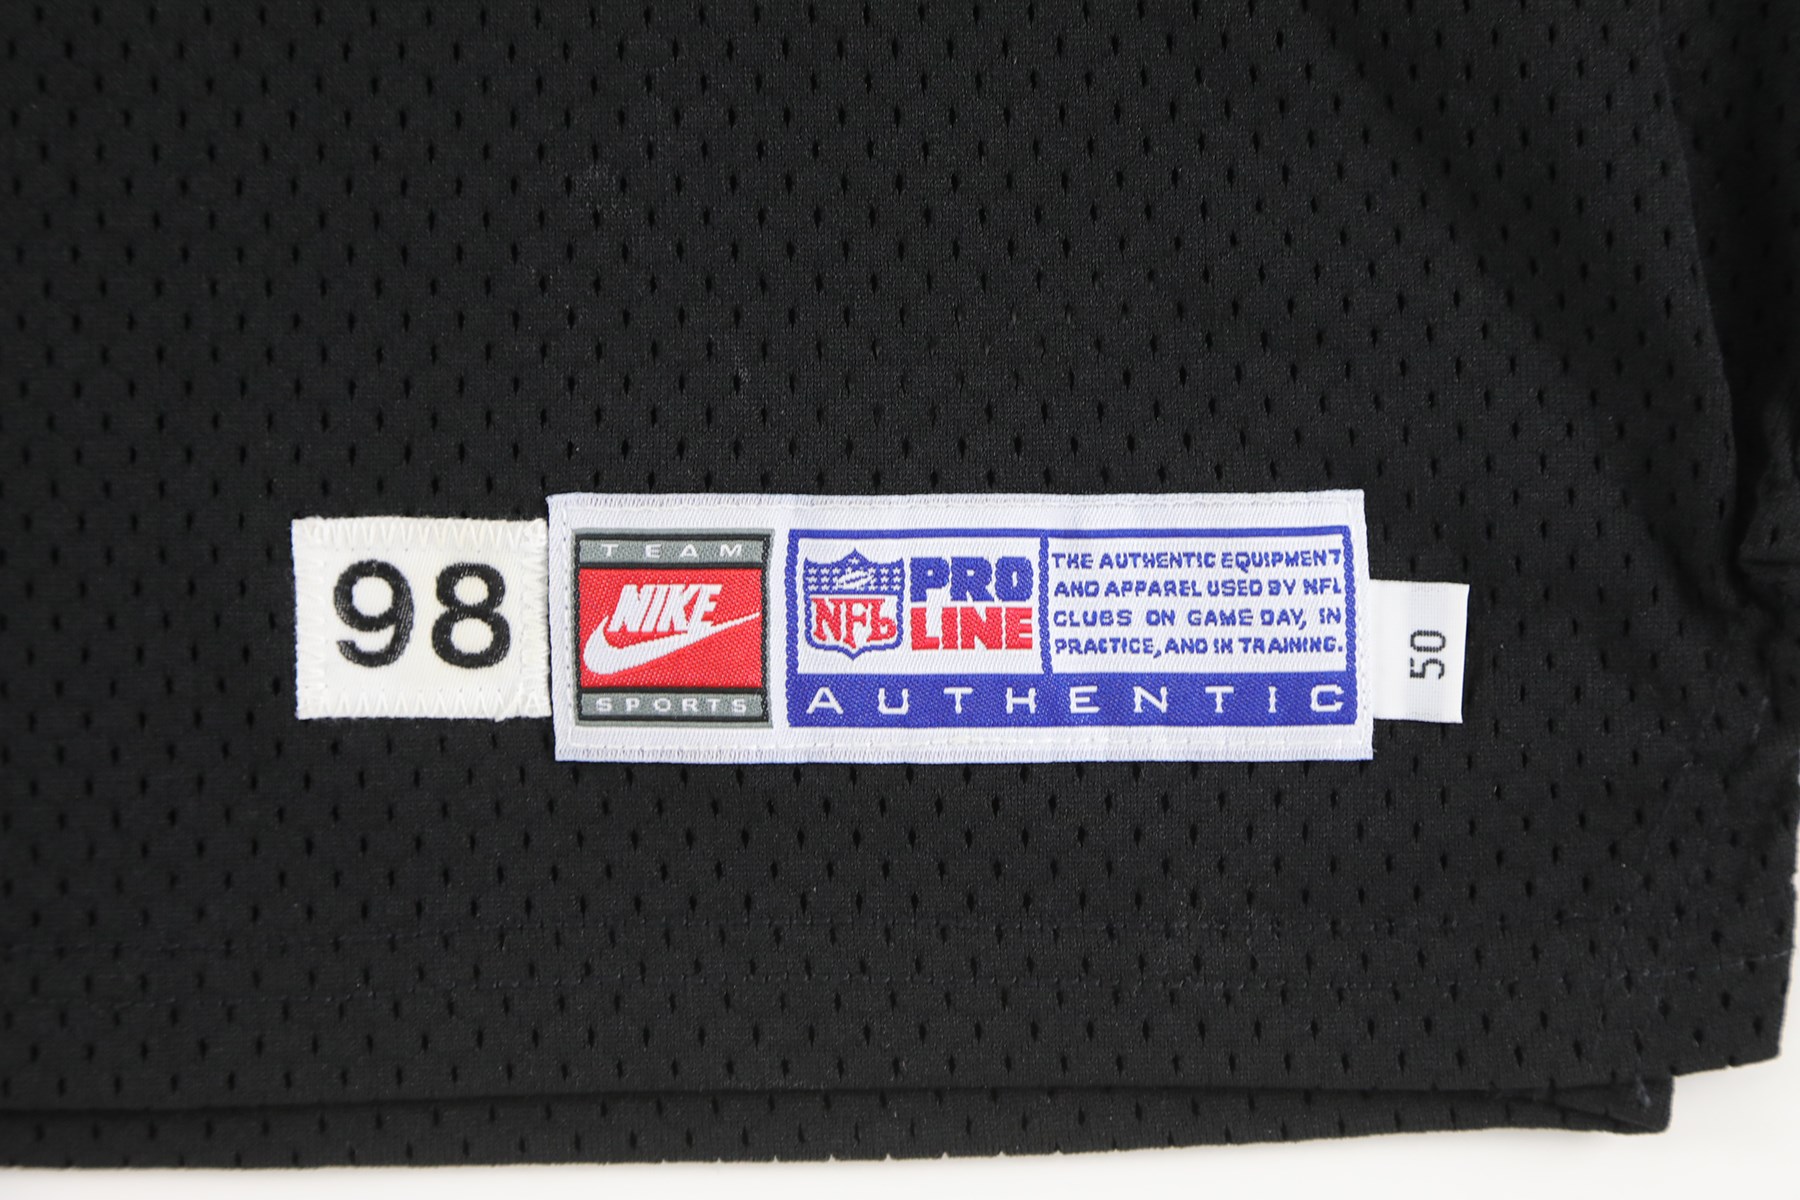 98
TEAM
NIKE
SPORTS
NFL
PRO
LINE
THE AUTHENTIC EQUIPMENT
AND APPAREL USED BY NFL
CLUBS ON GAME DAY, IN
PRACTICE, AND IN TRAINING.
AUTHENTIC
50